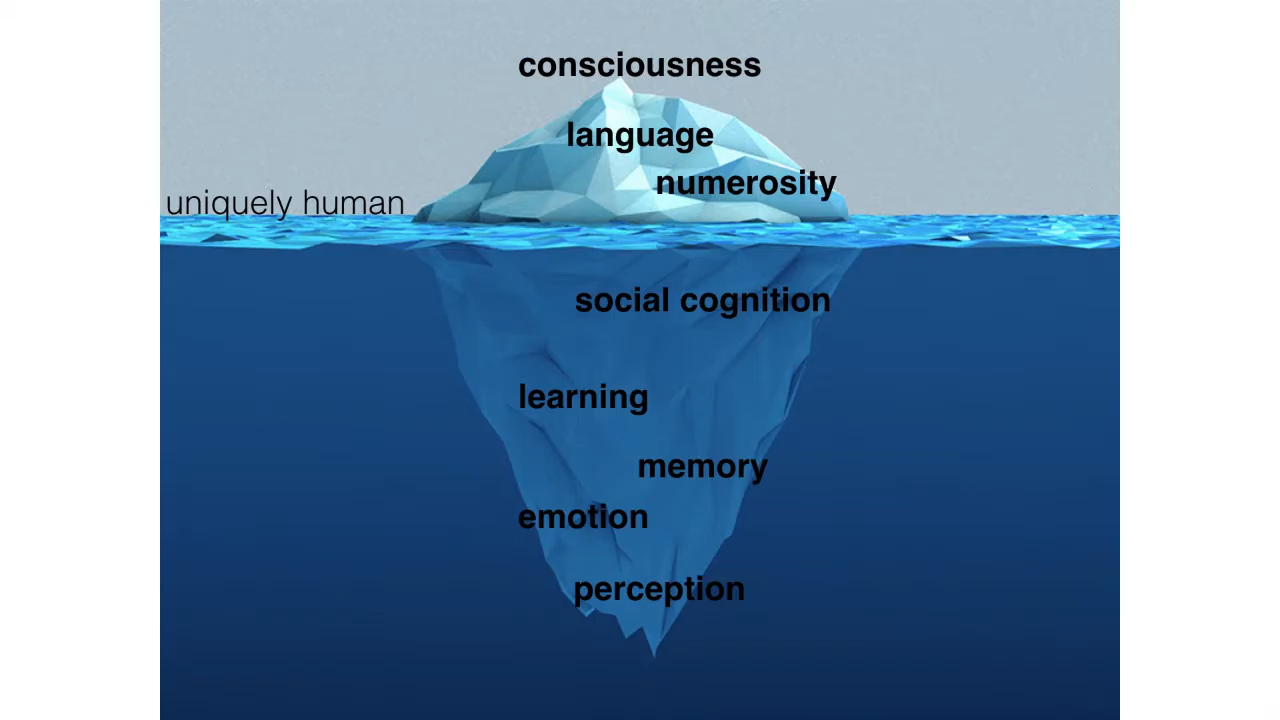 consciousness
language
numerosity
uniquely human
social cognition
learning
memory
emotion
perception